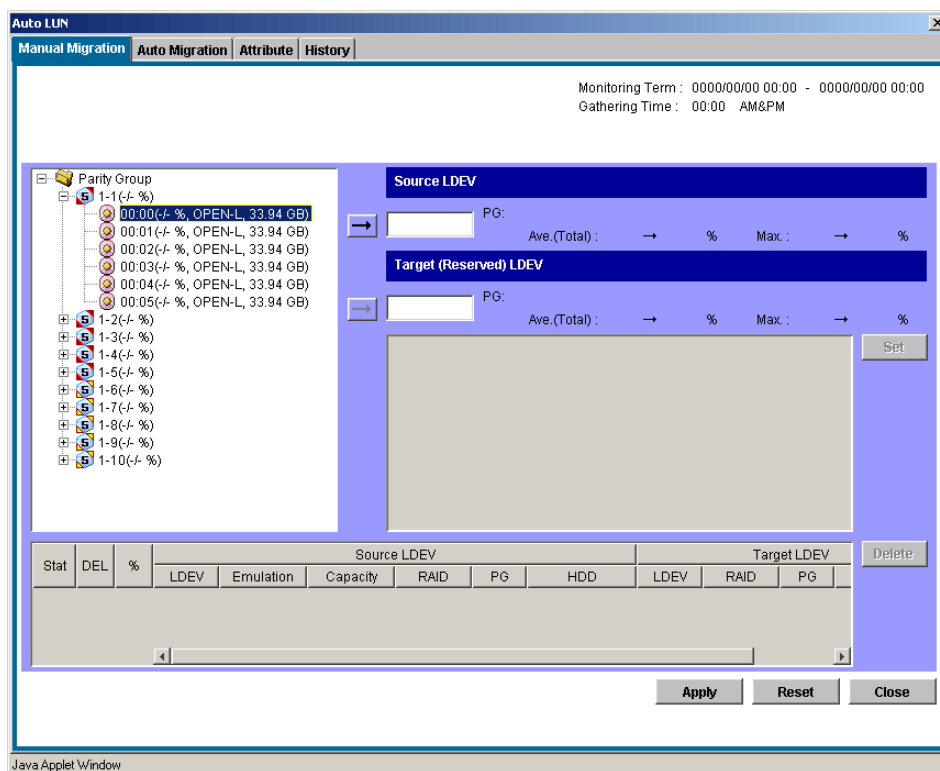 Auto LUN
Manual Migration Auto Migration Attribute History
Monitoring Term : 0000/00/00 00:00 - 0000/00/00 00:00
Gathering Time : 00:00 AM&PM
Parity Group
1-1(-/- %)
00:00(-/- %, OPEN-L, 33.94 GB)
00:01(-/- %, OPEN-L, 33.94 GB)
00:02(-/- %, OPEN-L, 33.94 GB)
00:03(-/- %, OPEN-L, 33.94 GB)
00:04(-/- %, OPEN-L, 33.94 GB)
00:05(-/- %, OPEN-L, 33.94 GB)
1-2(-/- %)
1-3(-/- %)
1-4(-/- %)
1-5(-/- %)
1-6(-/- %)
1-7(-/- %)
1-8(-/- %)
1-9(-/- %)
1-10(-/- %)
Source LDEV
PG:
Ave.(Total) : → % Max. : → %
Target (Reserved) LDEV
PG:
Ave.(Total) : → % Max. : → %
Set
Stat DEL % Source LDEV Target LDEV
LDEV Emulation Capacity RAID PG HDD LDEV RAID PG
Delete
Apply Reset Close
Java Applet Window